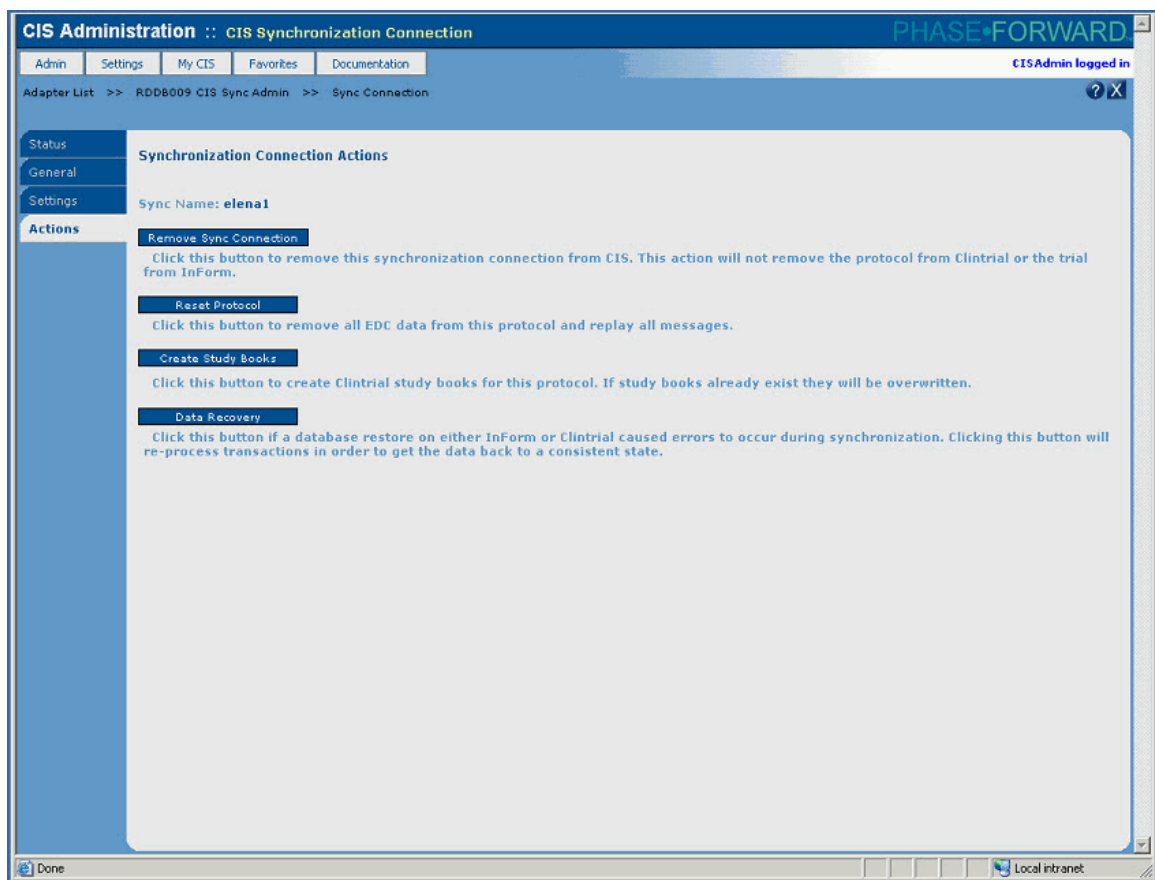 CIS Administration :: CIS Synchronization Connection
PHASE•FORWARD
Admin Settings My CIS Favorites Documentation
CISAdmin logged in
Adapter List >> RDDB009 CIS Sync Admin >> Sync Connection
? X
Status
General
Settings
Actions
Synchronization Connection Actions
Sync Name: elena1
Remove Sync Connection
Click this button to remove this synchronization connection from CIS. This action will not remove the protocol from Clintrial or the trial
from InForm.
Reset Protocol
Click this button to remove all EDC data from this protocol and replay all messages.
Create Study Books
Click this button to create Clintrial study books for this protocol. If study books already exist they will be overwritten.
Data Recovery
Click this button if a database restore on either InForm or Clintrial caused errors to occur during synchronization. Clicking this button will
re-process transactions in order to get the data back to a consistent state.
Done
Local intranet